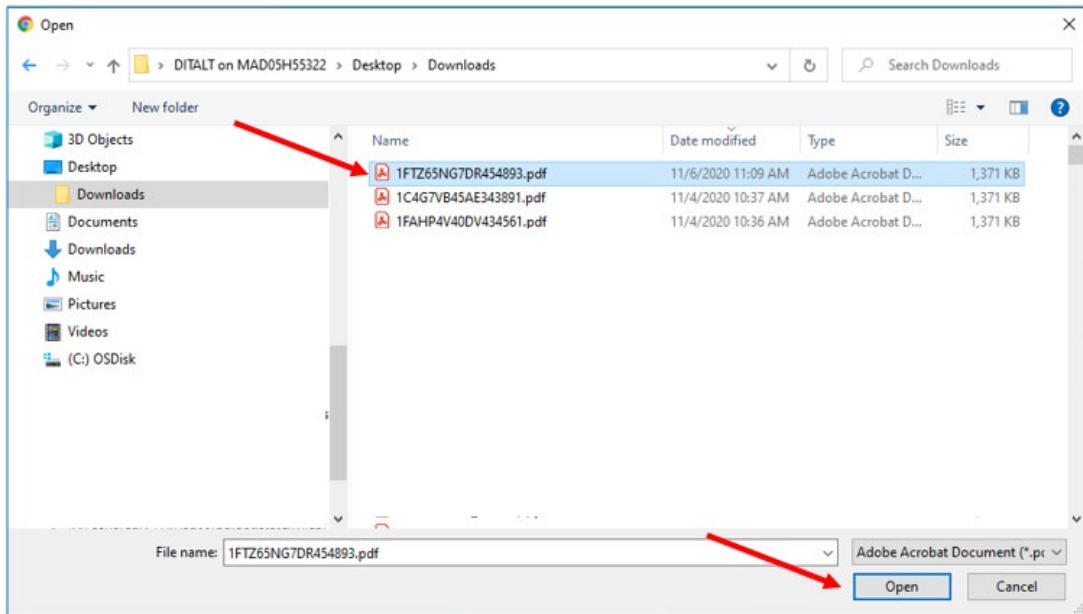 Open
DITALT on MAD05H55322 > Desktop > Downloads
Search Downloads
Organize
New folder
3D Objects
Desktop
Downloads
Documents
Downloads
Music
Pictures
Videos
(C:) OSDisk
Name Date modified Type Size
1FTZ65NG7DR454893.pdf 11/6/2020 11:09 AM Adobe Acrobat D... 1,371 KB
1C4G7VB45AE343891.pdf 11/4/2020 10:37 AM Adobe Acrobat D... 1,371 KB
1FAHP4V40DV434561.pdf 11/4/2020 10:36 AM Adobe Acrobat D... 1,371 KB
File name: 1FTZ65NG7DR454893.pdf
Adobe Acrobat Document (*.pc
Open Cancel